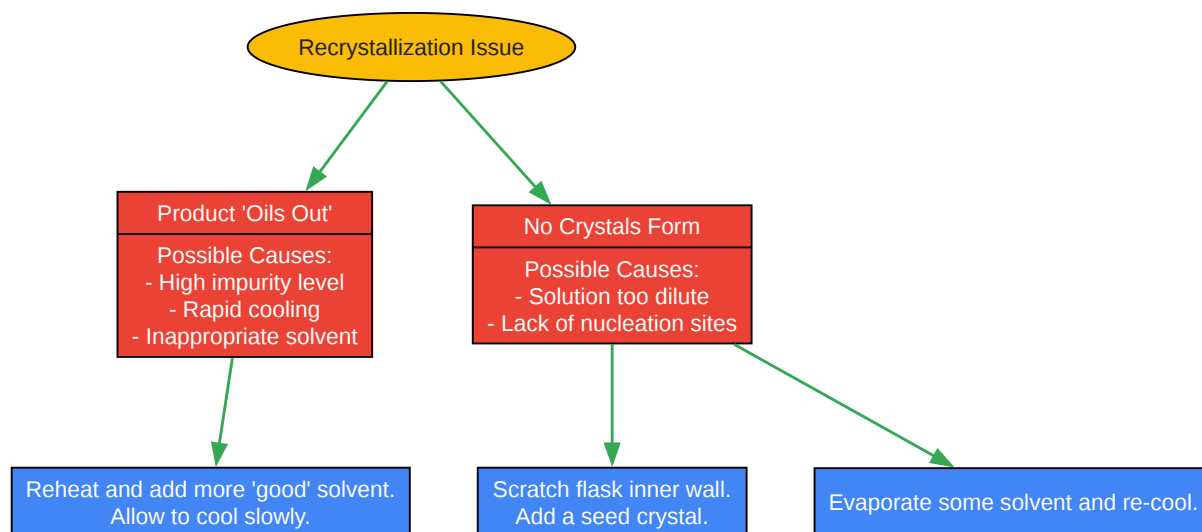 Recrystallization Issue
Product 'Oils Out'
Possible Causes:
- High impurity level
- Rapid cooling
- Inappropriate solvent
No Crystals Form
Possible Causes:
- Solution too dilute
- Lack of nucleation sites
Reheat and add more 'good' solvent.
Allow to cool slowly.
Scratch flask inner wall.
Add a seed crystal.
Evaporate some solvent and re-cool.